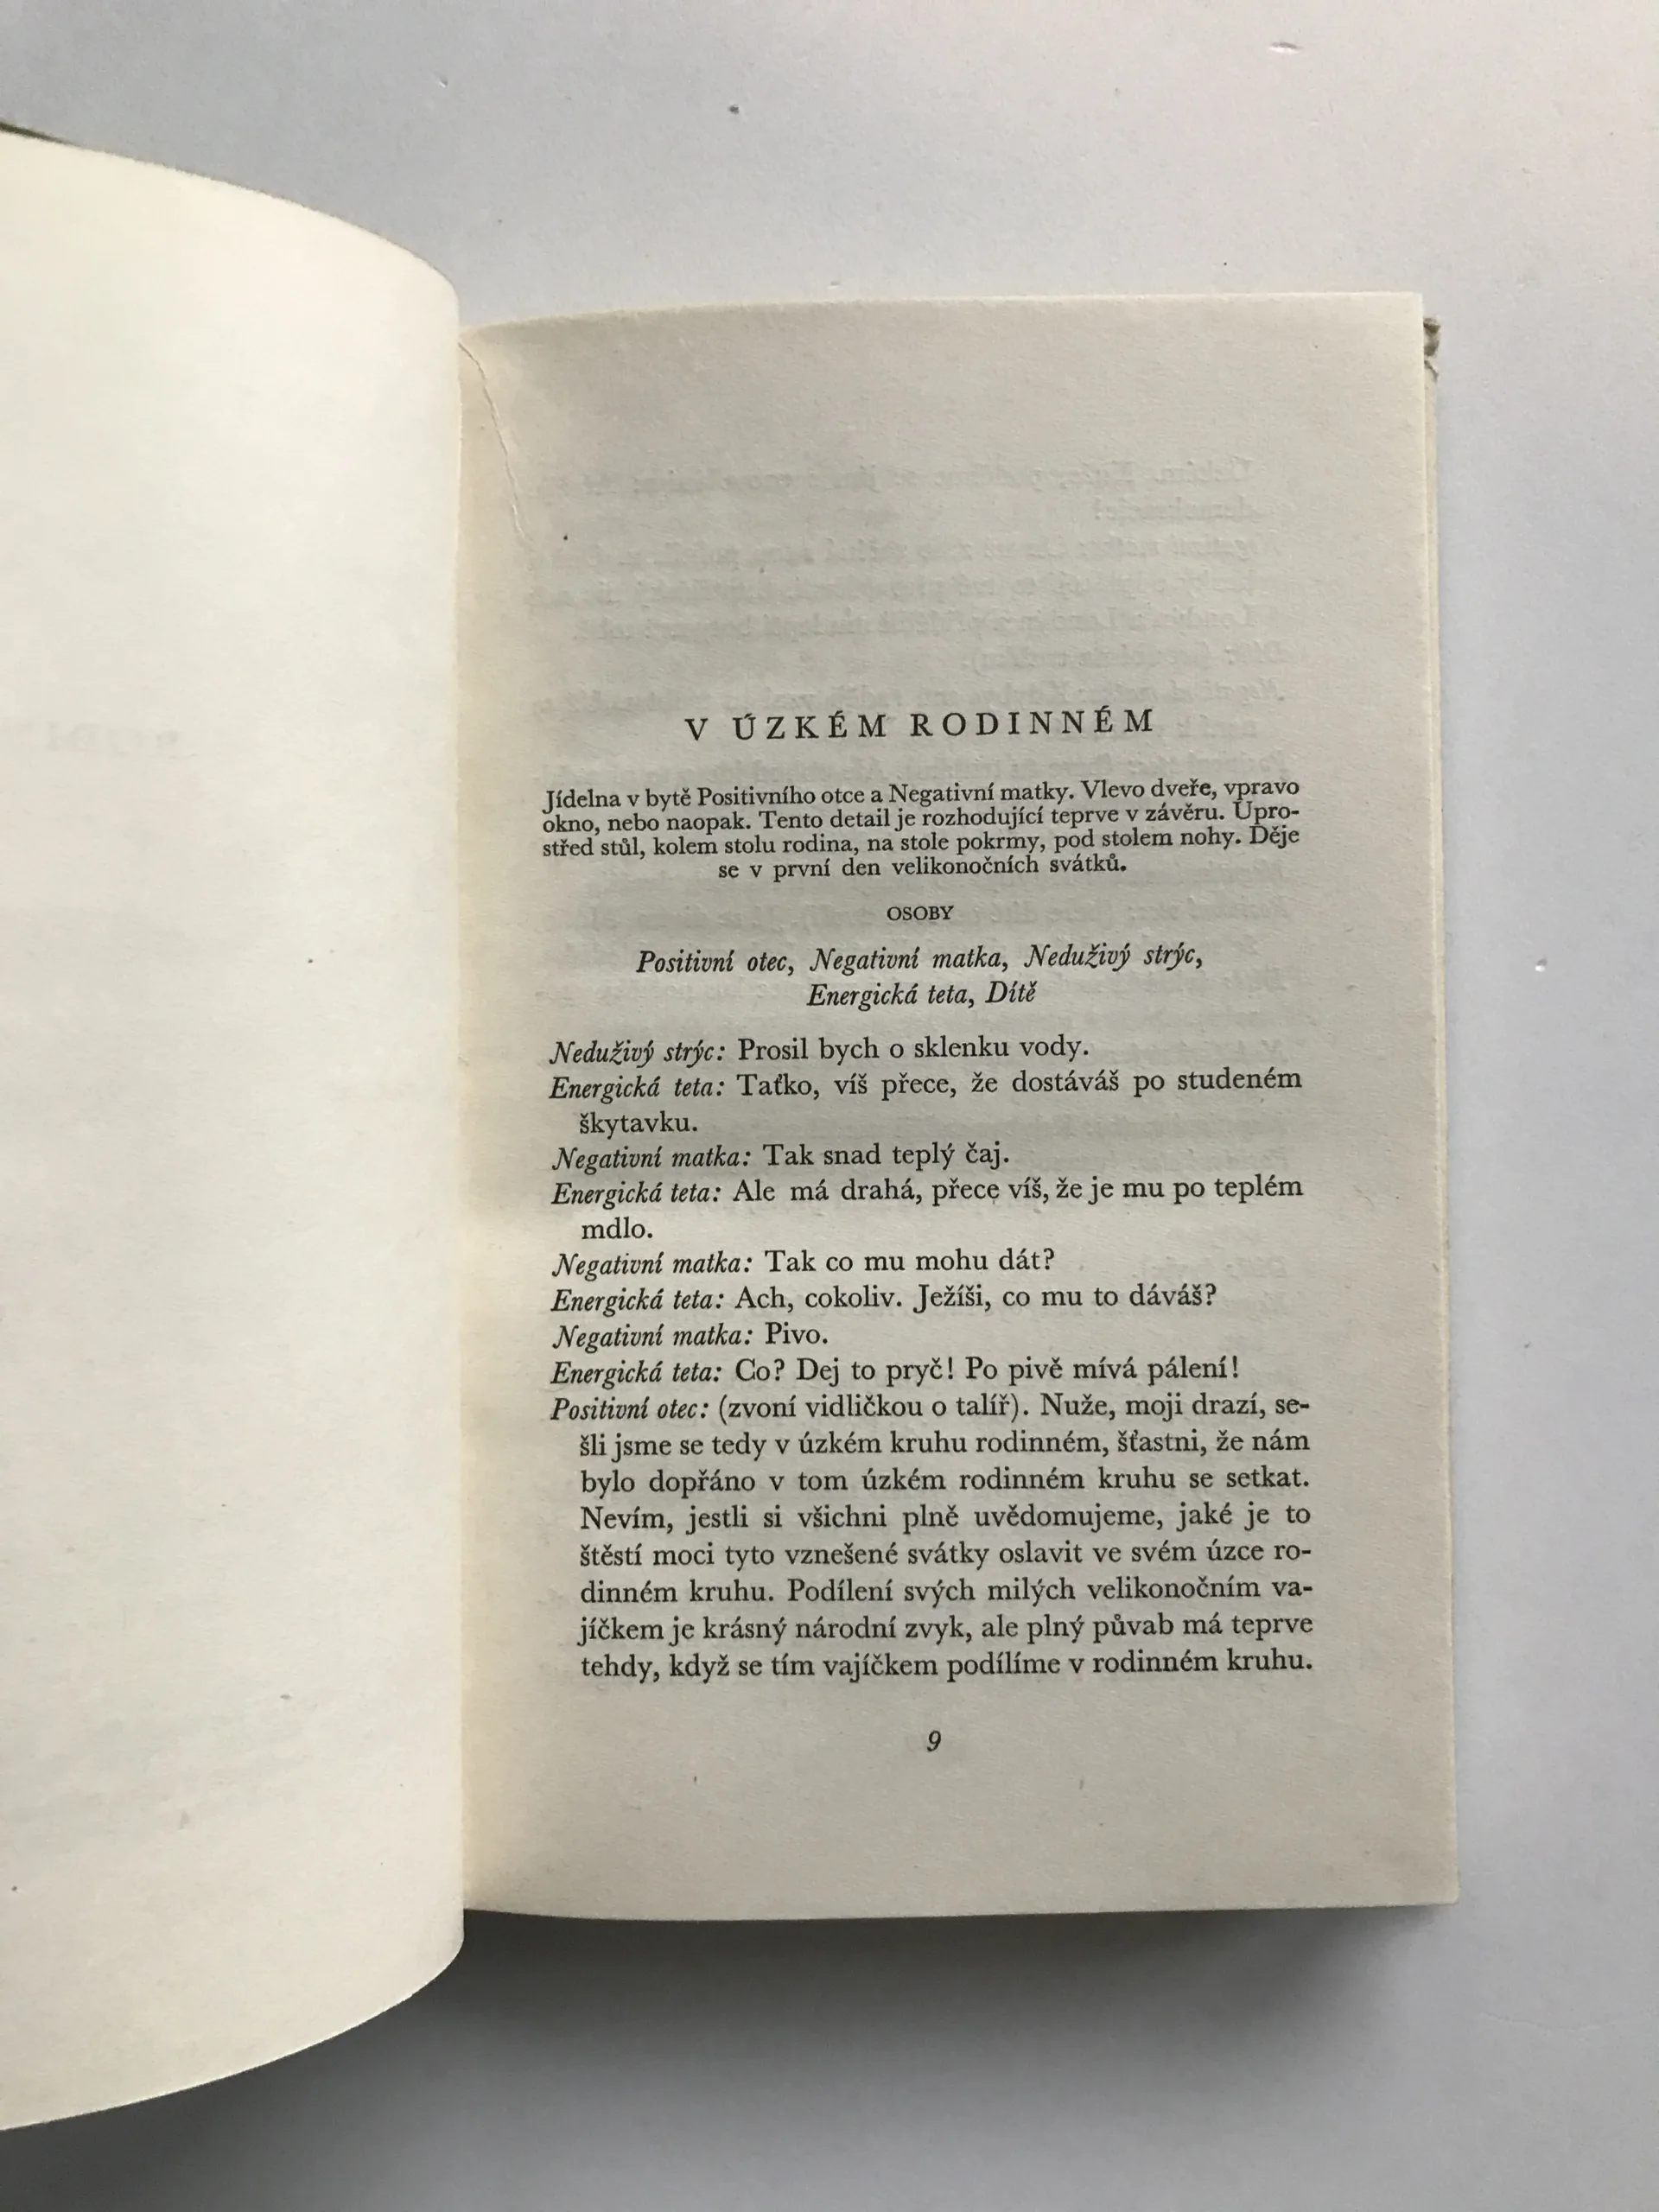 V ÚZKÉM RODINNÉM
Jídelna v bytě Positivního otce a Negativní matky. Vlevo dveře, vpravo
okno, nebo naopak. Tento detail je rozhodující teprve v závěru. Upro-
střed stůl, kolem stolu rodina, na stole pokrmy, pod stolem nohy. Děje
se v první den velikonočních svátků.
OSOBY
Positivní otec, Negativní matka, Neduživý strýc,
Energická teta, Dítě
Neduživý strýc: Prosil bych o sklenku vody.
Energická teta: Taťko, víš přece, že dostáváš po studeném
škytavku.
Negativní matka: Tak snad teplý čaj.
Energická teta: Ale má drahá, přece víš, že je mu po teplém
mdlo.
Negativní matka: Tak co mu mohu dát?
Energická teta: Ach, cokoliv. Ježíši, co mu to dáváš?
Negativní matka: Pivo.
Energická teta: Co? Dej to pryč! Po pivě mívá pálení!
Positivní otec: (zvoní vidličkou o talíř). Nuže, moji drazí, se-
šli jsme se tedy v úzkém kruhu rodinném, šťastni, že nám
bylo dopřáno v tom úzkém rodinném kruhu se setkat.
Nevím, jestli si všichni plně uvědomujeme, jaké je to
štěstí moci tyto vznešené svátky oslavit ve svém úzce ro-
dinném kruhu. Podílení svých milých velikonočním va-
jíčkem je krásný národní zvyk, ale plný půvab má teprve
tehdy, když se tím vajíčkem podílíme v rodinném kruhu.
9